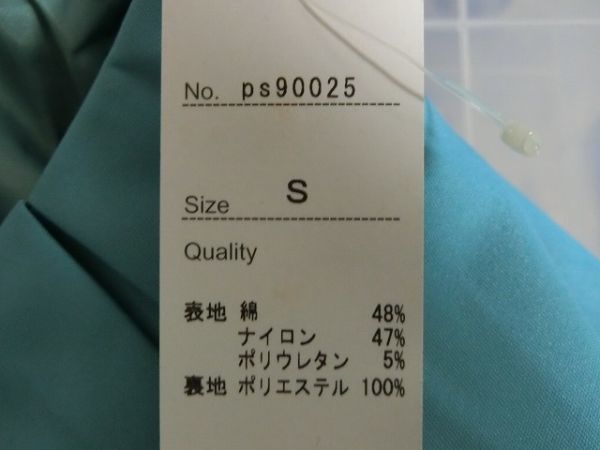 No. ps90025
Size S
Quality
表地 綿 48%
ナイロン 47%
ポリウレタン 5%
裏地 ポリエステル 100%